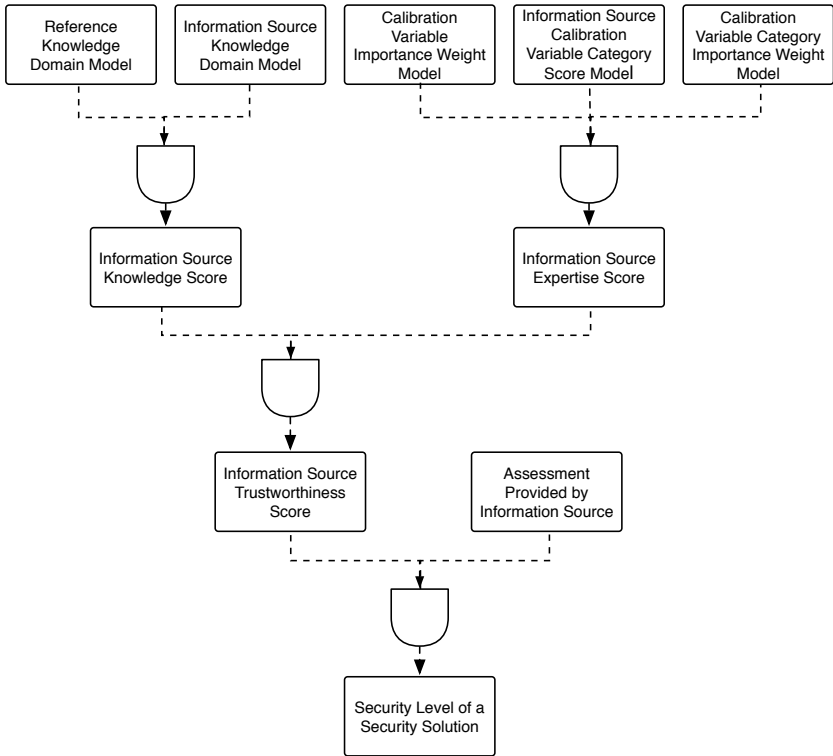 Reference
Knowledge
Domain Model
Information Source
Knowledge
Domain Model
Calibration
Variable
Importance Weight
Model
Information Source
Calibration
Variable Category
Score Model
Calibration
Variable Category
Importance Weight
Model
Information Source
Knowledge Score
Information Source
Expertise Score
Information Source
Trustworthiness
Score
Assessment
Provided by
Information Source
Security Level of a
Security Solution